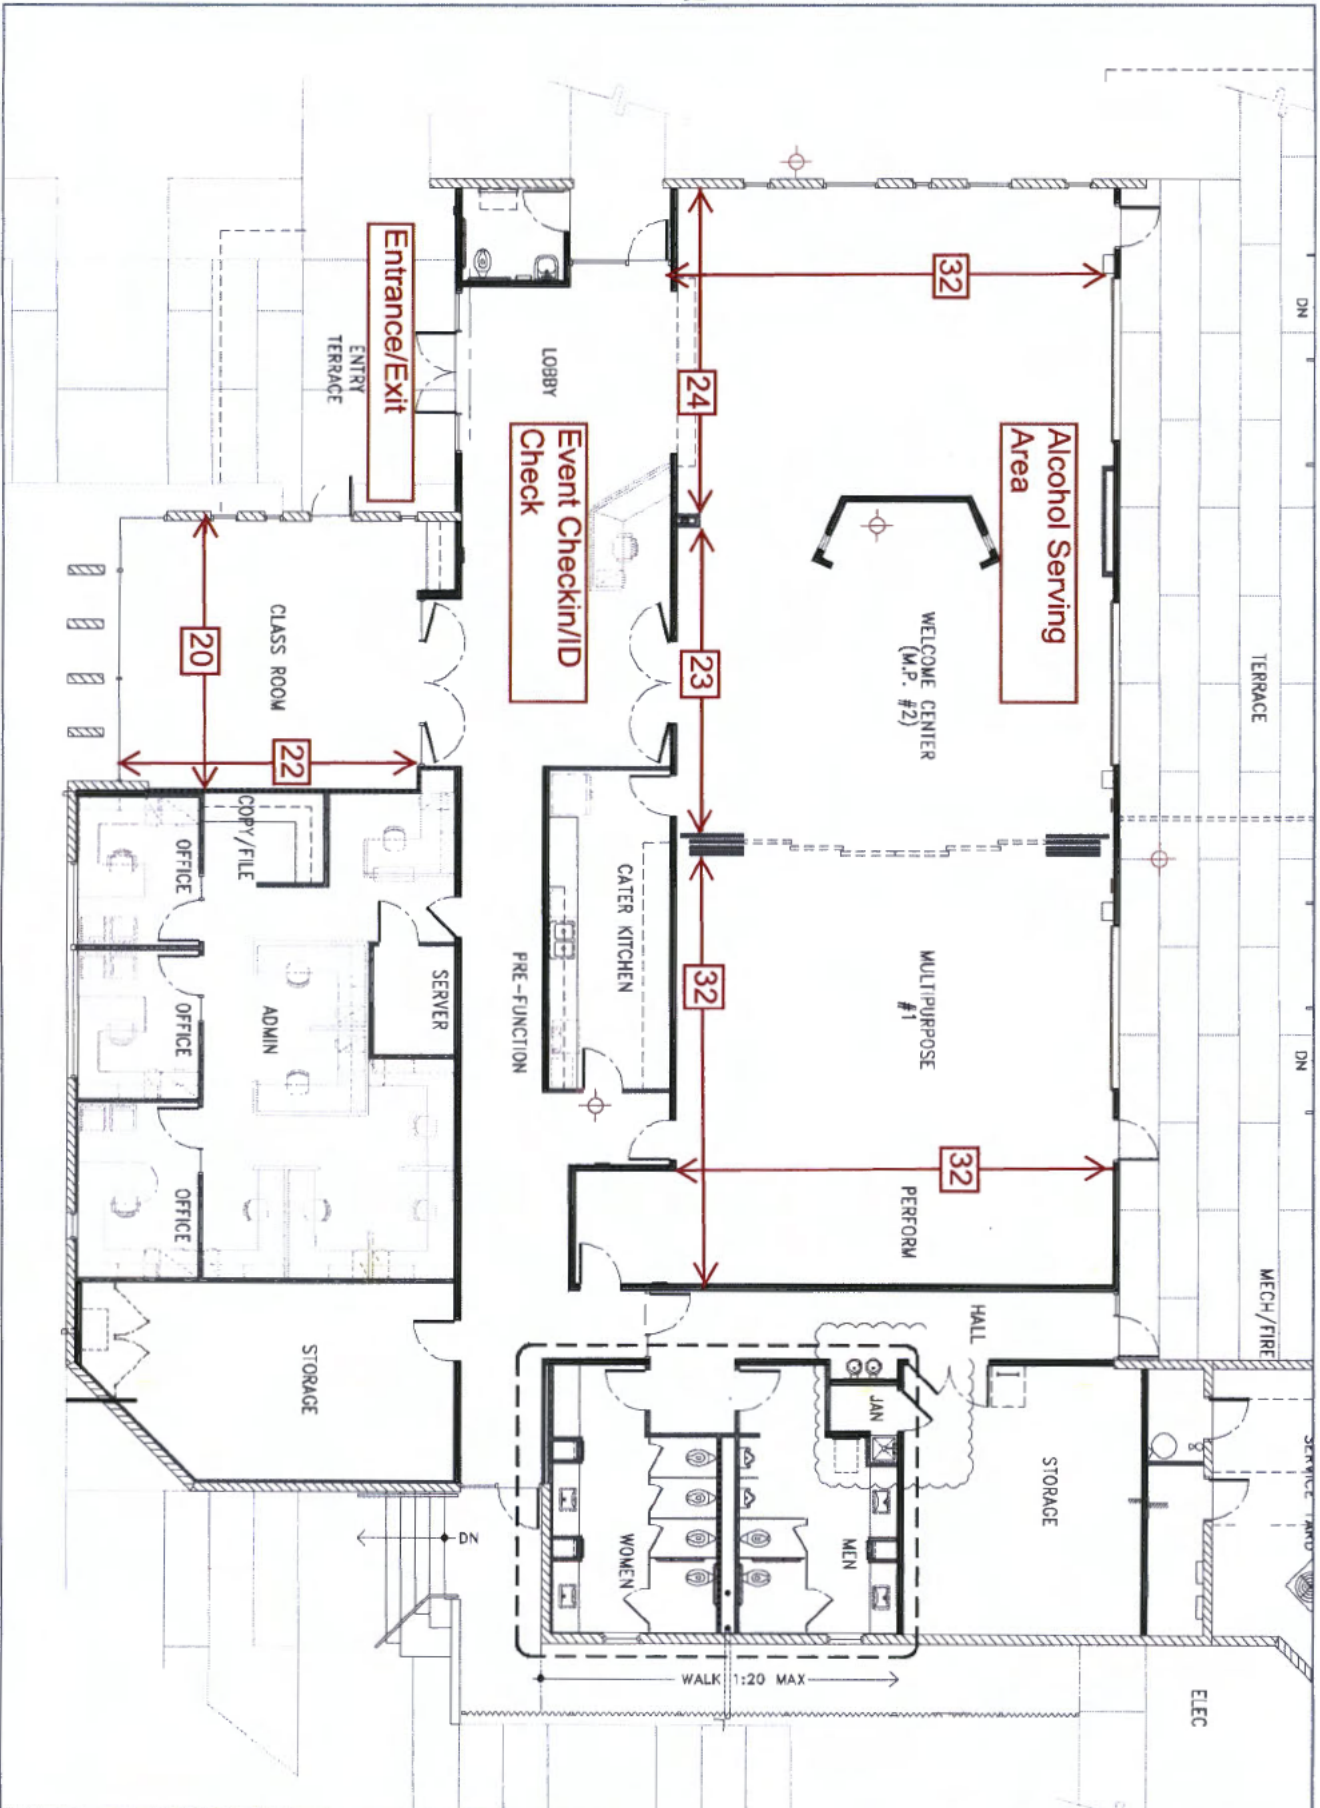 DN
TERRACE
DN
MECH/FIRE
SERVICE YARD
ELEC
32
Alcohol Serving
Area
WELCOME CENTER
(M.P. #2)
MULTIPURPOSE
#1
32
PERFORM
HALL
STORAGE
24
23
32
JAN
MEN
WOMEN
WALK 1:20 MAX
LOBBY
Event Checkin/ID
Check
CATER KITCHEN
PRE-FUNCTION
Entrance/Exit
ENTRY
TERRACE
CLASS ROOM
20
22
COPY/FILE
SERVER
ADMIN
OFFICE
OFFICE
OFFICE
STORAGE
DN